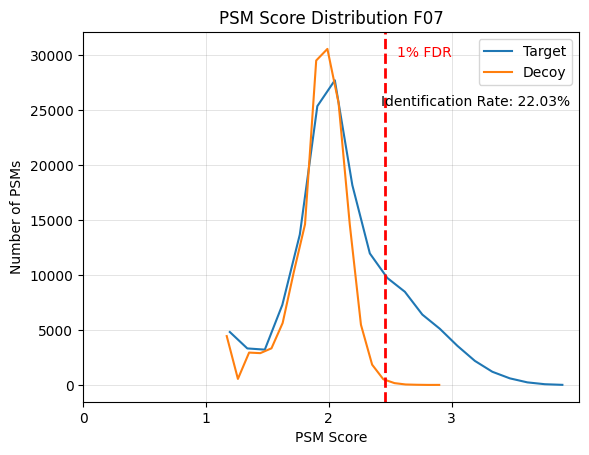 PSM Score Distribution F07
1% FDR
Target
Decoy
Identification Rate: 22.03%
Number of PSMs
30000
25000
20000
15000
10000
5000
0
0 1 2 3
PSM Score